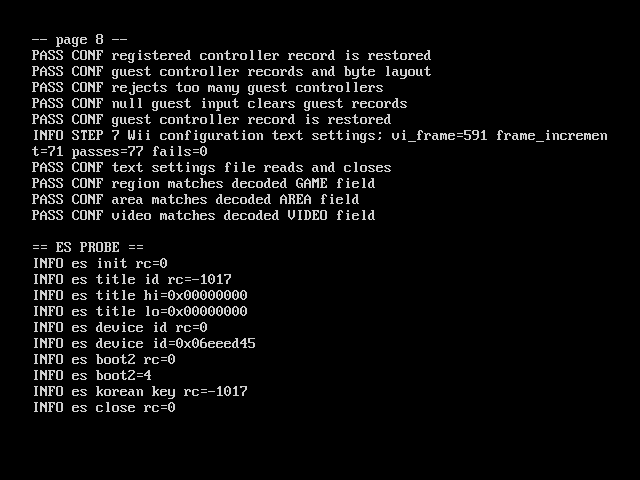 -- page 8 --
PASS CONF registered controller record is restored
PASS CONF guest controller records and byte layout
PASS CONF rejects too many guest controllers
PASS CONF null guest input clears guest records
PASS CONF guest controller record is restored
INFO STEP 7 Wii configuration text settings; vi_frame=591 frame_incremen
t=71 passes=77 fails=0
PASS CONF text settings file reads and closes
PASS CONF region matches decoded GAME field
PASS CONF area matches decoded AREA field
PASS CONF video matches decoded VIDEO field
== ES PROBE ==
INFO es init rc=0
INFO es title id rc=-1017
INFO es title hi=0x00000000
INFO es title lo=0x00000000
INFO es device id rc=0
INFO es device id=0x06eeed45
INFO es boot2 rc=0
INFO es boot2=4
INFO es korean key rc=-1017
INFO es close rc=0